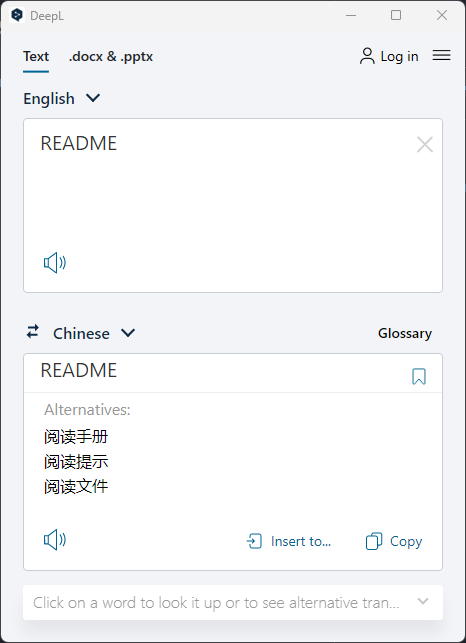 DeepL
Text .docx & .pptx Log in
English
README
Chinese Glossary
README
Alternatives:
阅读手册
阅读提示
阅读文件
Insert to... Copy
Click on a word to look it up or to see alternative tran...